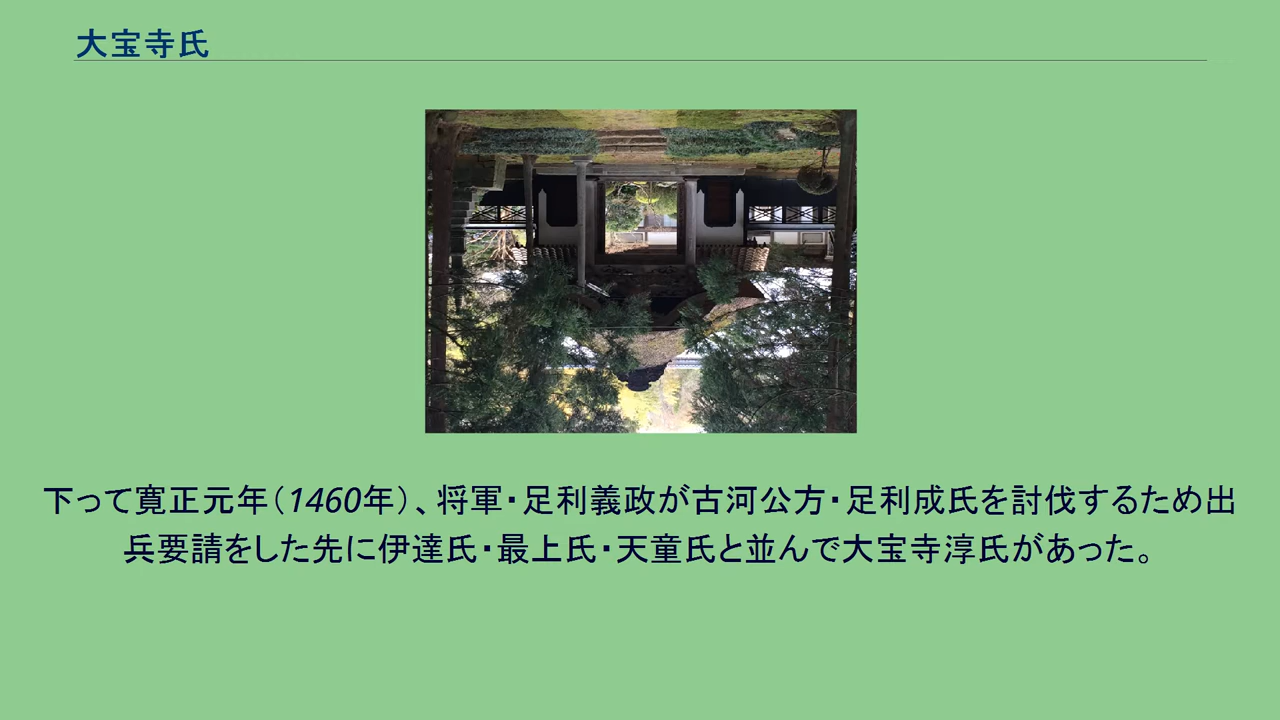 大宝寺氏
下って寛正元年（1460年）、将軍・足利義政が古河公方・足利成氏を討伐するため出
兵要請をした先に伊達氏・最上氏・天童氏と並んで大宝寺淳氏があった。